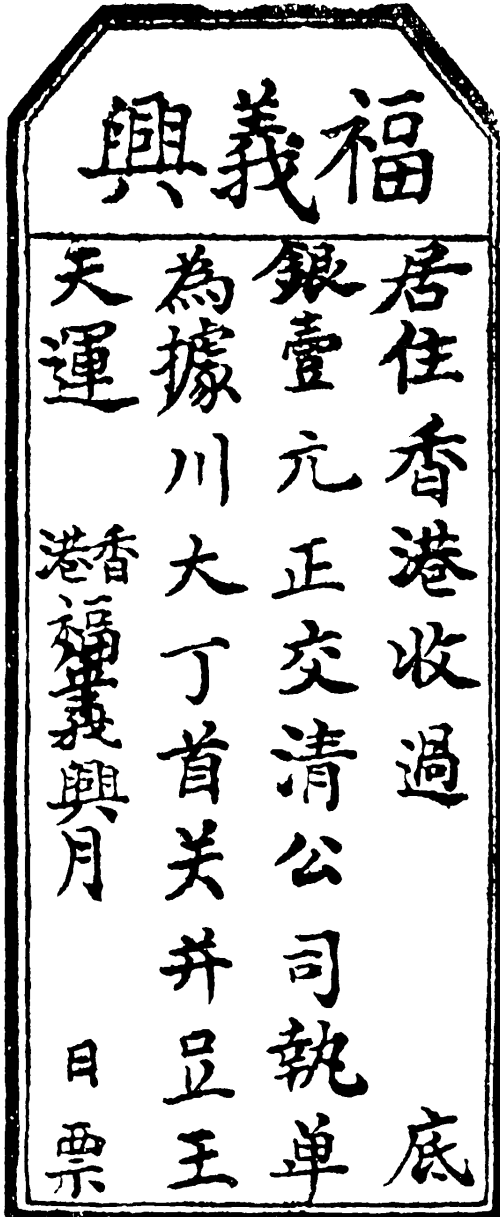 福義興
居住香港收過 底
銀壹亢正交清公司執单
為據川大丁首关并豆王
天運 香港福義興月 日票